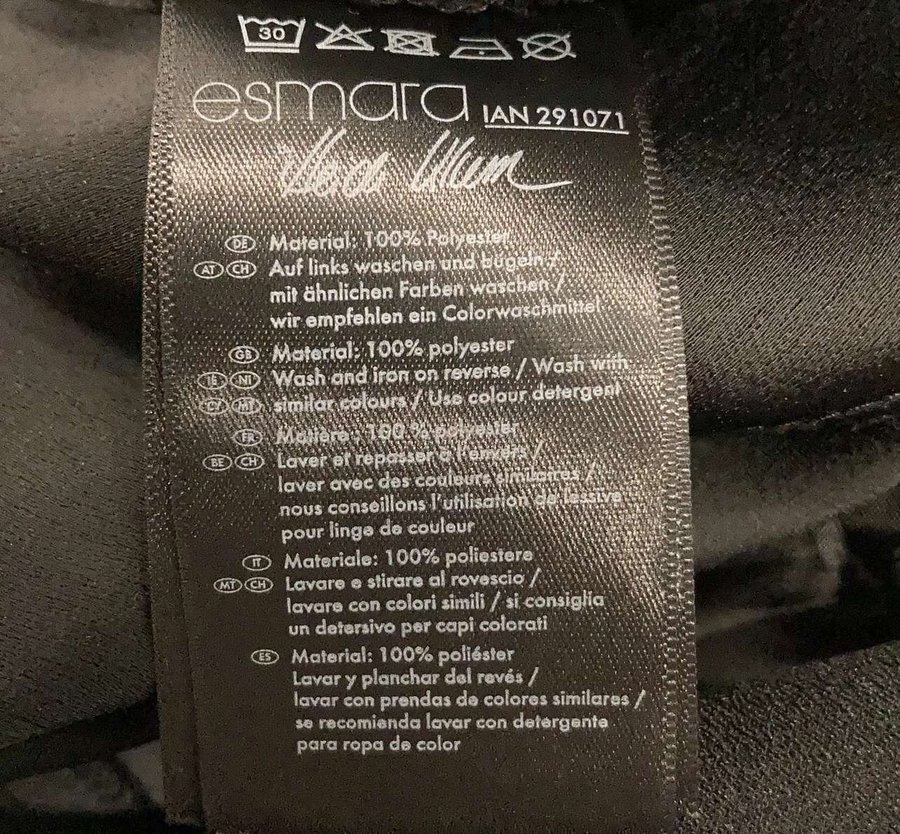 30
esmara IAN 291071
DE Material: 100% Polyester
AT CH Auf links waschen und bügeln /
mit ähnlichen Farben waschen /
wir empfehlen ein Colorwaschmittel
GB Material: 100% polyester
IE NI Wash and iron on reverse / Wash with
CY MT similar colours / Use colour detergent
FR Matière: 100 % polyester
BE CH Laver et repasser à l'envers /
laver avec des couleurs similaires /
nous conseillons l'utilisation de lessive
pour linge de couleur
IT Materiale: 100% poliestere
MT CH Lavare e stirare al rovescio /
lavare con colori simili / si consiglia
un detersivo per capi colorati
ES Material: 100% poliéster
Lavar y planchar del revés /
lavar con prendas de colores similares /
se recomienda lavar con detergente
para ropa de color